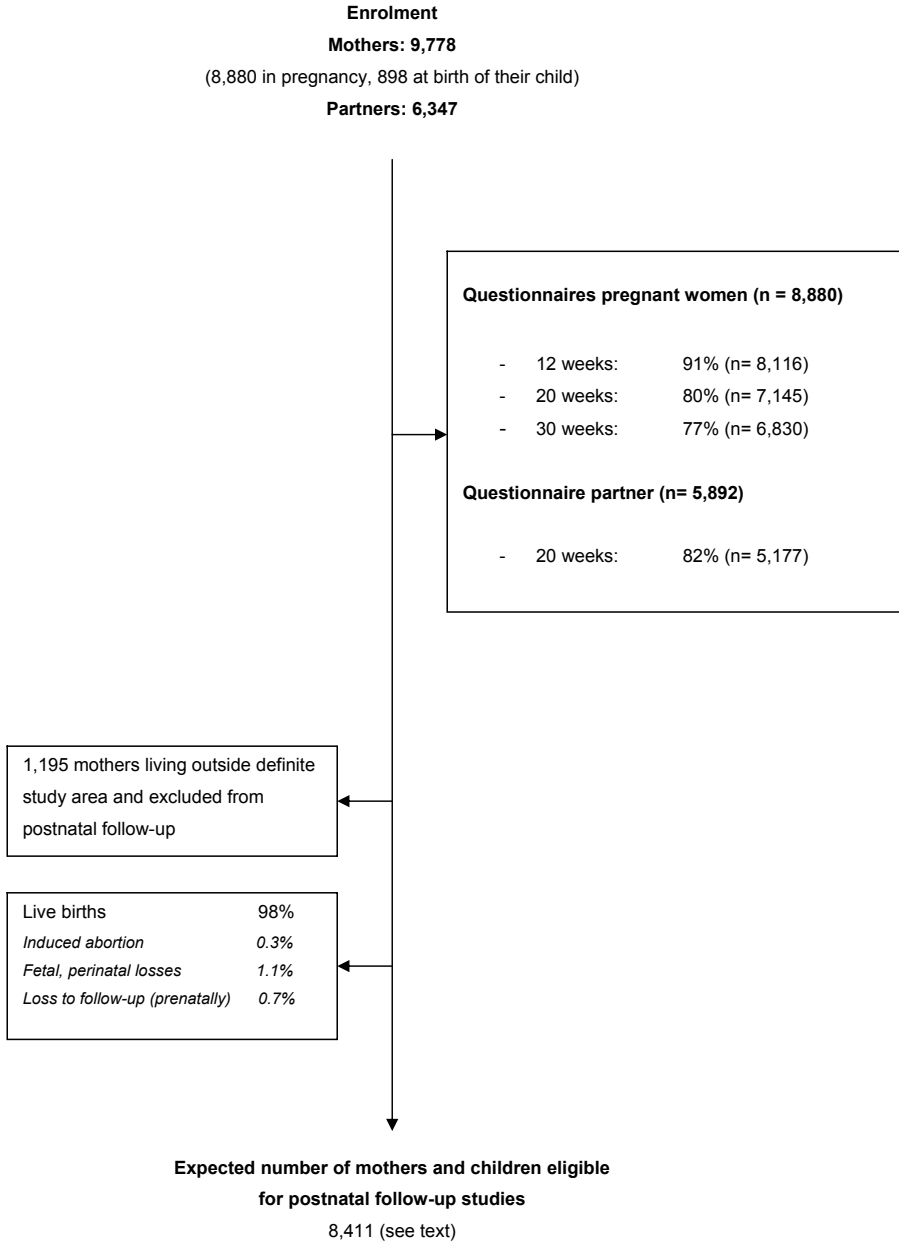 Enrolment
Mothers: 9,778
(8,880 in pregnancy, 898 at birth of their child)
Partners: 6,347
Questionnaires pregnant women (n = 8,880)
- 12 weeks: 91% (n= 8,116)
- 20 weeks: 80% (n= 7,145)
- 30 weeks: 77% (n= 6,830)
Questionnaire partner (n= 5,892)
- 20 weeks: 82% (n= 5,177)
1,195 mothers living outside definite
study area and excluded from
postnatal follow-up
Live births 98%
Induced abortion 0.3%
Fetal, perinatal losses 1.1%
Loss to follow-up (prenatally) 0.7%
Expected number of mothers and children eligible
for postnatal follow-up studies
8,411 (see text)